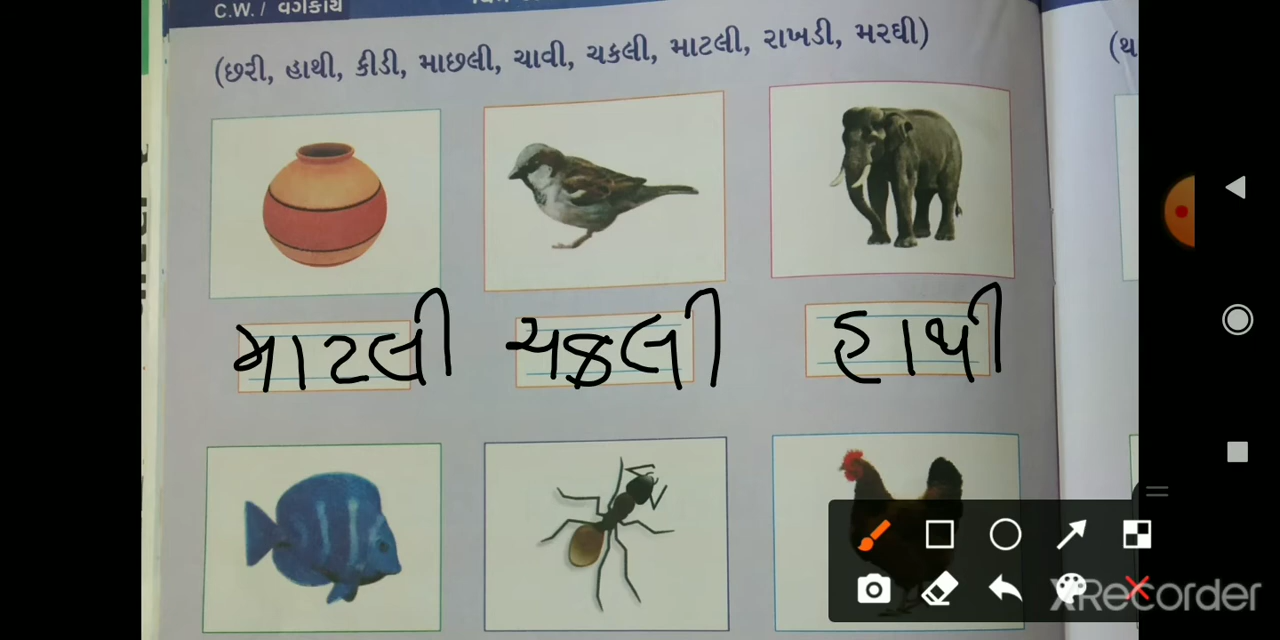 C.W. / વર્ગકાર્ય
(છરી, હાથી, કીડી, માછલી, ચાવી, ચકલી, માટલી, રાખડી, મરઘી)
માટલી ચકલી હાથી
XRecorder